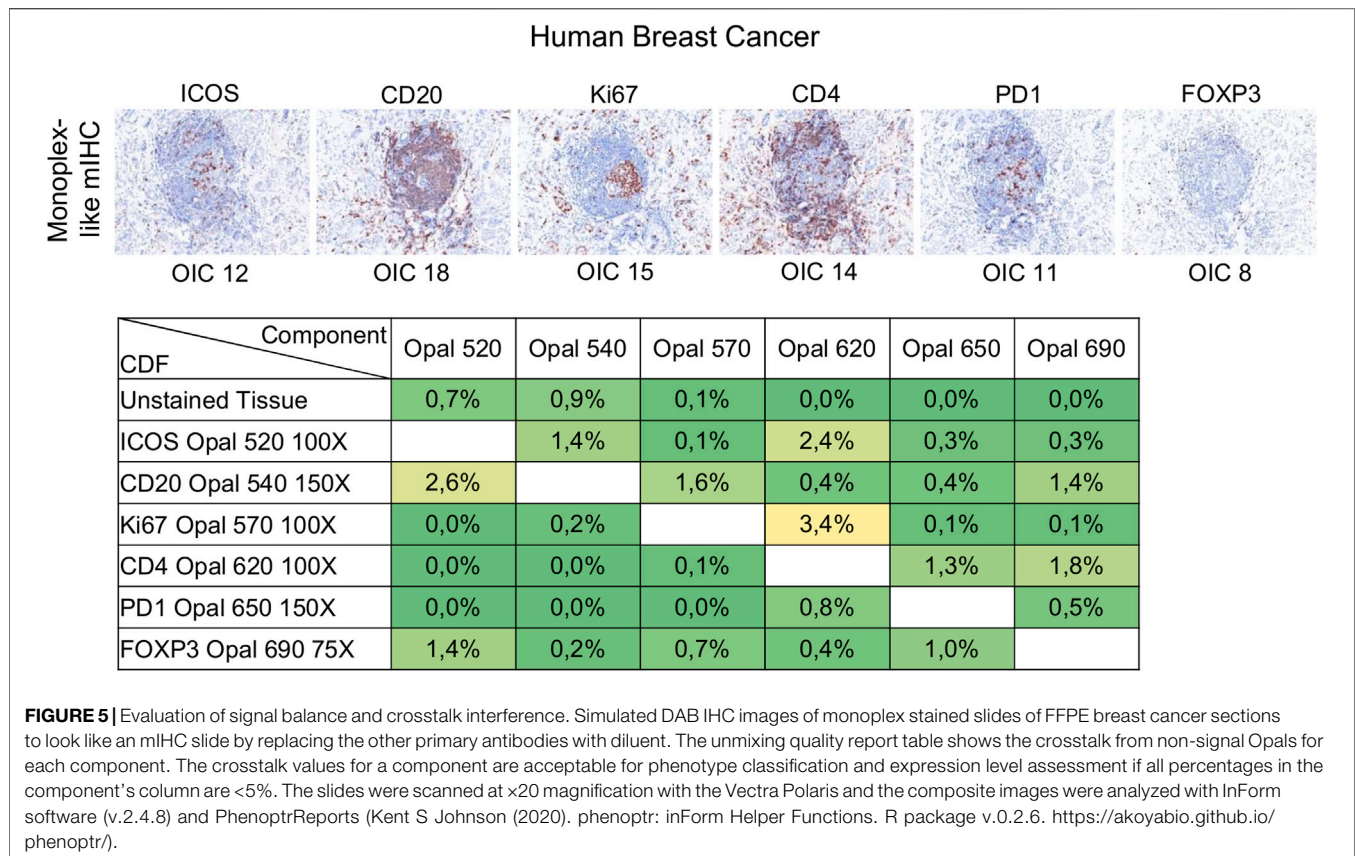 Human Breast Cancer
ICOS CD20 Ki67 CD4 PD1 FOXP3
Monoplex-
like mIHC
OIC 12 OIC 18 OIC 15 OIC 14 OIC 11 OIC 8
Component
CDF
Opal 520 Opal 540 Opal 570 Opal 620 Opal 650 Opal 690
Unstained Tissue 0,7% 0,9% 0,1% 0,0% 0,0% 0,0%
ICOS Opal 520 100X 1,4% 0,1% 2,4% 0,3% 0,3%
CD20 Opal 540 150X 2,6% 1,6% 0,4% 0,4% 1,4%
Ki67 Opal 570 100X 0,0% 0,2% 3,4% 0,1% 0,1%
CD4 Opal 620 100X 0,0% 0,0% 0,1% 1,3% 1,8%
PD1 Opal 650 150X 0,0% 0,0% 0,0% 0,8% 0,5%
FOXP3 Opal 690 75X 1,4% 0,2% 0,7% 0,4% 1,0%
FIGURE 5 | Evaluation of signal balance and crosstalk interference. Simulated DAB IHC images of monoplex stained slides of FFPE breast cancer sections
to look like an mIHC slide by replacing the other primary antibodies with diluent. The unmixing quality report table shows the crosstalk from non-signal Opals for
each component. The crosstalk values for a component are acceptable for phenotype classification and expression level assessment if all percentages in the
component's column are <5%. The slides were scanned at ×20 magnification with the Vectra Polaris and the composite images were analyzed with InForm
software (v.2.4.8) and PhenoptrReports (Kent S Johnson (2020). phenoptr: inForm Helper Functions. R package v.0.2.6. https://akoyabio.github.io/
phenoptr/).